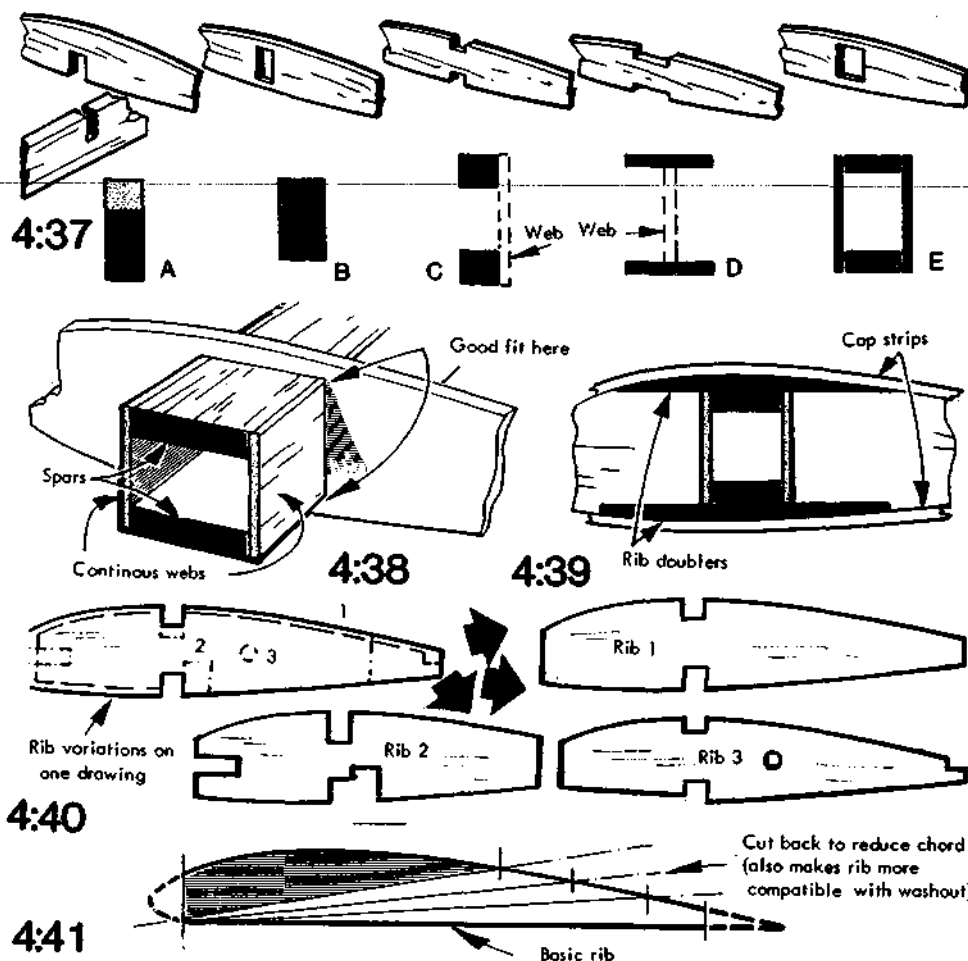 4:37
A
B
C
Web
Web
D
E
Good fit here
Cap strips
Spars
Continous webs
4:38
4:39
Rib doublers
1
2
3
Rib 1
Rib variations on
one drawing
Rib 2
Rib 3
4:40
Cut back to reduce chord
(also makes rib more
compatible with washout)
4:41
Basic rib